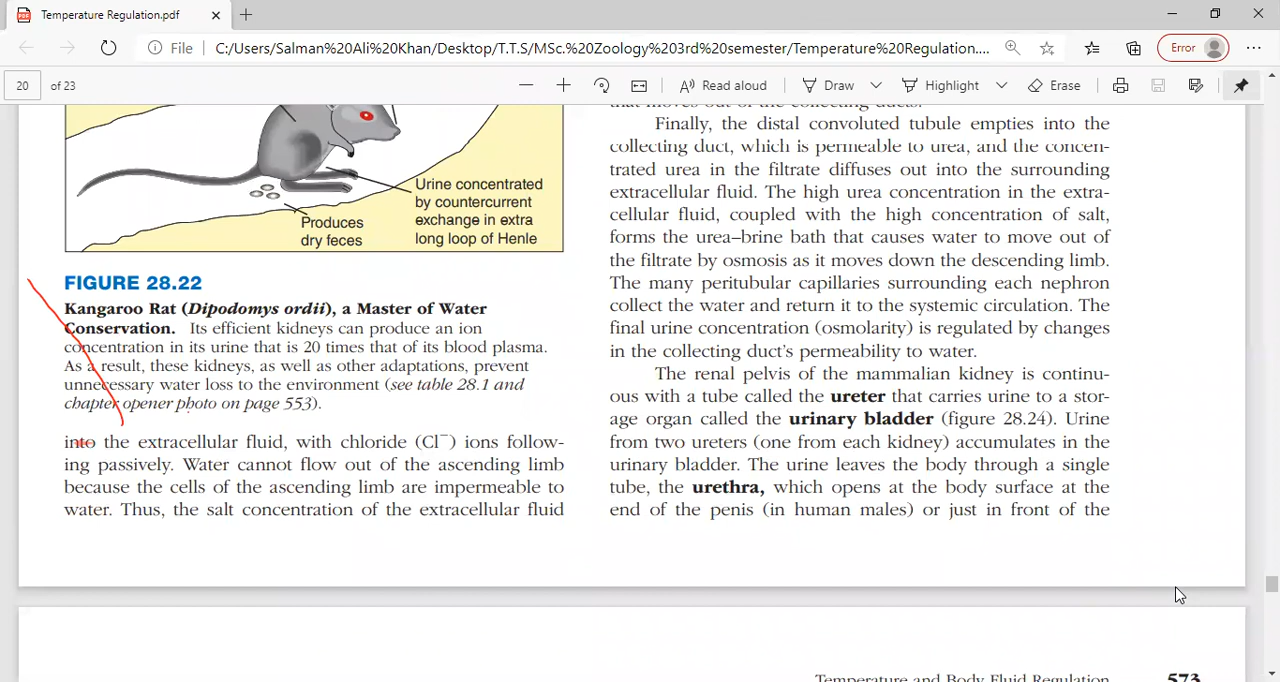 Temperature Regulation.pdf
File
C:/Users/Salman%20Ali%20Khan/Desktop/T.T.S/MSc.%20Zoology%203rd%20semester/Temperature%20Regulation....
Error
20 of 23
Read aloud
Draw
Highlight
Erase
Urine concentrated
by countercurrent
exchange in extra
long loop of Henle
Produces
dry feces
FIGURE 28.22
Kangaroo Rat (Dipodomys ordii), a Master of Water
Conservation. Its efficient kidneys can produce an ion
concentration in its urine that is 20 times that of its blood plasma.
As a result, these kidneys, as well as other adaptations, prevent
unnecessary water loss to the environment (see table 28.1 and
chapter opener photo on page 553).
into the extracellular fluid, with chloride (Cl⁻) ions follow-
ing passively. Water cannot flow out of the ascending limb
because the cells of the ascending limb are impermeable to
water. Thus, the salt concentration of the extracellular fluid
that moves out of the collecting ducts.
Finally, the distal convoluted tubule empties into the
collecting duct, which is permeable to urea, and the concen-
trated urea in the filtrate diffuses out into the surrounding
extracellular fluid. The high urea concentration in the extra-
cellular fluid, coupled with the high concentration of salt,
forms the urea–brine bath that causes water to move out of
the filtrate by osmosis as it moves down the descending limb.
The many peritubular capillaries surrounding each nephron
collect the water and return it to the systemic circulation. The
final urine concentration (osmolarity) is regulated by changes
in the collecting duct's permeability to water.
The renal pelvis of the mammalian kidney is continu-
ous with a tube called the ureter that carries urine to a stor-
age organ called the urinary bladder (figure 28.24). Urine
from two ureters (one from each kidney) accumulates in the
urinary bladder. The urine leaves the body through a single
tube, the urethra, which opens at the body surface at the
end of the penis (in human males) or just in front of the
Temperature and Body Fluid Regulation 573